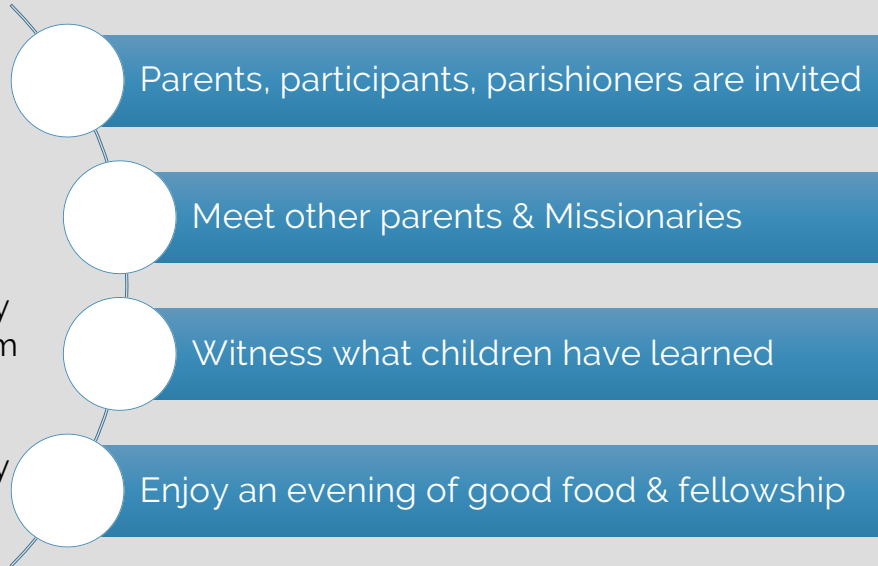 Parents, participants, parishioners are invited
Meet other parents & Missionaries
Witness what children have learned
Enjoy an evening of good food & fellowship